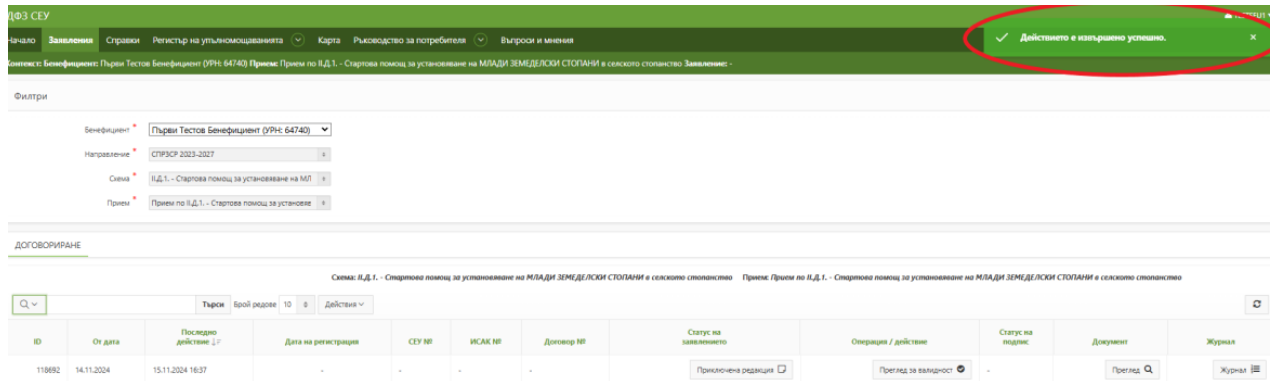 ДФЗ СЕУ
Начало Заявления Справки Регистър на упълномощаванията Карта Ръководство за потребителя Въпроси и мнения
Действието е извършено успешно. ×
Контекст: Бенефициент: Първи Тестов Бенефициент (УРН: 64740) Прием: Прием по II.Д.1. - Стартова помощ за установяване на МЛАДИ ЗЕМЕДЕЛСКИ СТОПАНИ в селското стопанство Заявление: -
Филтри
Бенефициент * Първи Тестов Бенефициент (УРН: 64740)
Направление * СПРЗСР 2023-2027
Схема * II.Д.1. - Стартова помощ за установяване на МЛ
Прием * Прием по II.Д.1. - Стартова помощ за установяв
ДОГОВОРИРАНЕ
Схема: II.Д.1. - Стартова помощ за установяване на МЛАДИ ЗЕМЕДЕЛСКИ СТОПАНИ в селското стопанство Прием: Прием по II.Д.1. - Стартова помощ за установяване на МЛАДИ ЗЕМЕДЕЛСКИ СТОПАНИ в селското стопанство
Търси Брой редове 10 Действия
ID От дата Последно действие Дата на регистрация СЕУ № ИСАК № Договор № Статус на заявлението Операция / действие Статус на подпис Документ Журнал
118692 14.11.2024 15.11.2024 16:37 - - - - Приключена редакция Преглед за валидност - Преглед Журнал